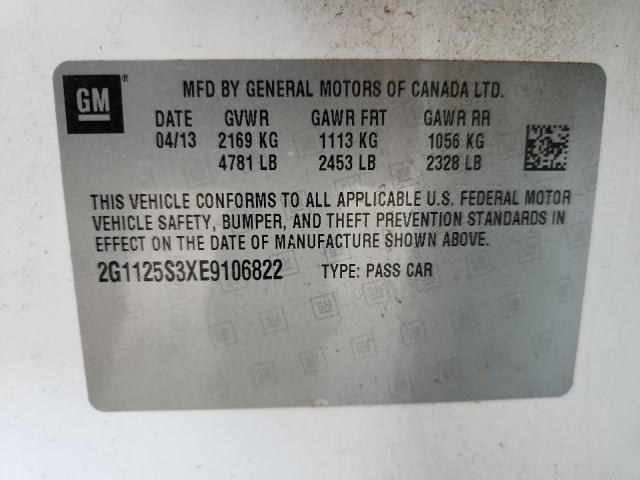 GM ®
MFD BY GENERAL MOTORS OF CANADA LTD.
DATE GVWR GAWR FRT GAWR RR
04/13 2169 KG 1113 KG 1056 KG
4781 LB 2453 LB 2328 LB
THIS VEHICLE CONFORMS TO ALL APPLICABLE U.S. FEDERAL MOTOR
VEHICLE SAFETY, BUMPER, AND THEFT PREVENTION STANDARDS IN
EFFECT ON THE DATE OF MANUFACTURE SHOWN ABOVE.
2G1125S3XE9106822 TYPE: PASS CAR